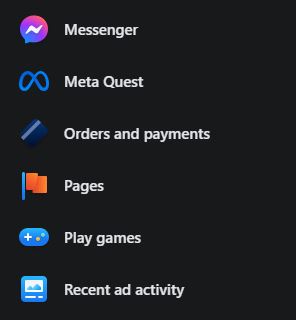 Messenger
Meta Quest
Orders and payments
Pages
Play games
Recent ad activity